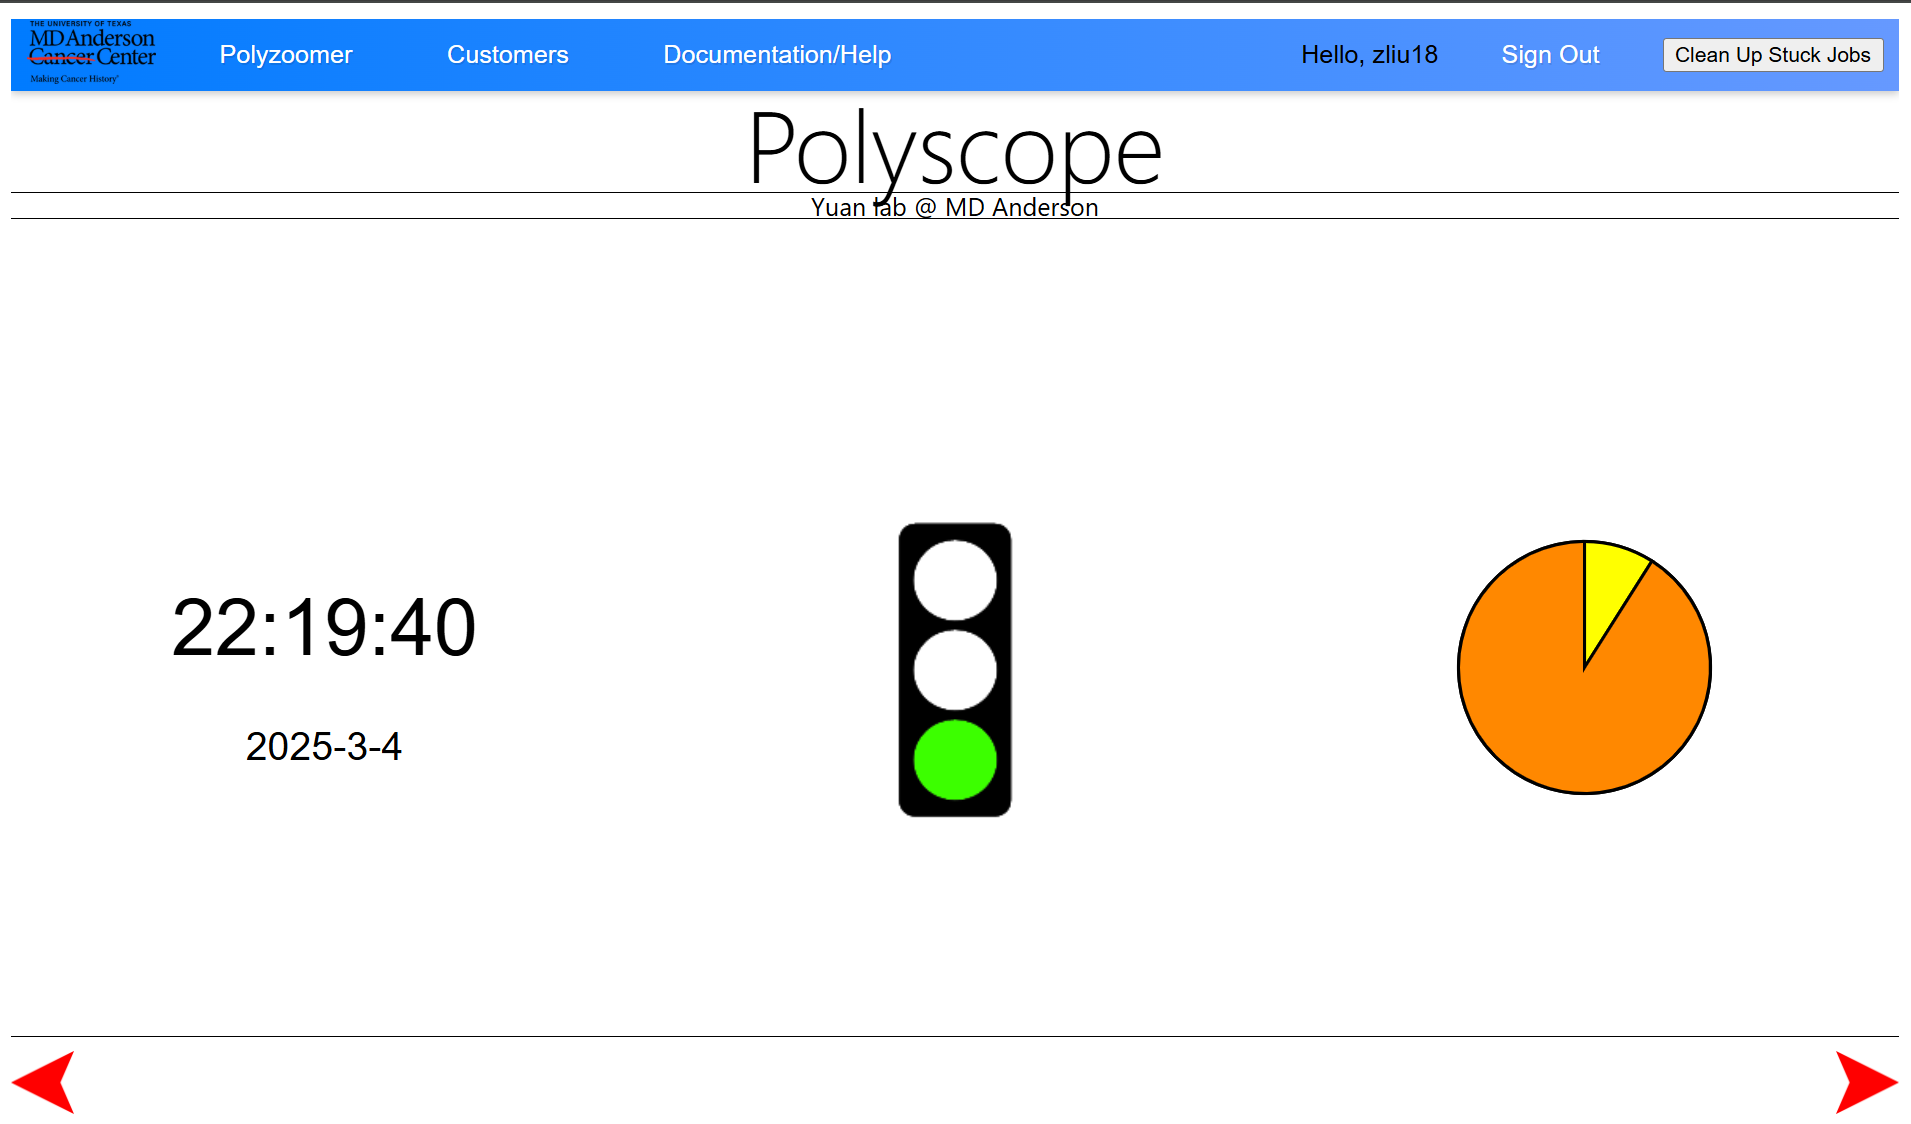 THE UNIVERSITY OF TEXAS
MD Anderson
Cancer Center
Making Cancer History®
Polyzoomer
Customers
Documentation/Help
Hello, zliu18
Sign Out
Clean Up Stuck Jobs
Polyscope
Yuan lab @ MD Anderson
22:19:40
2025-3-4